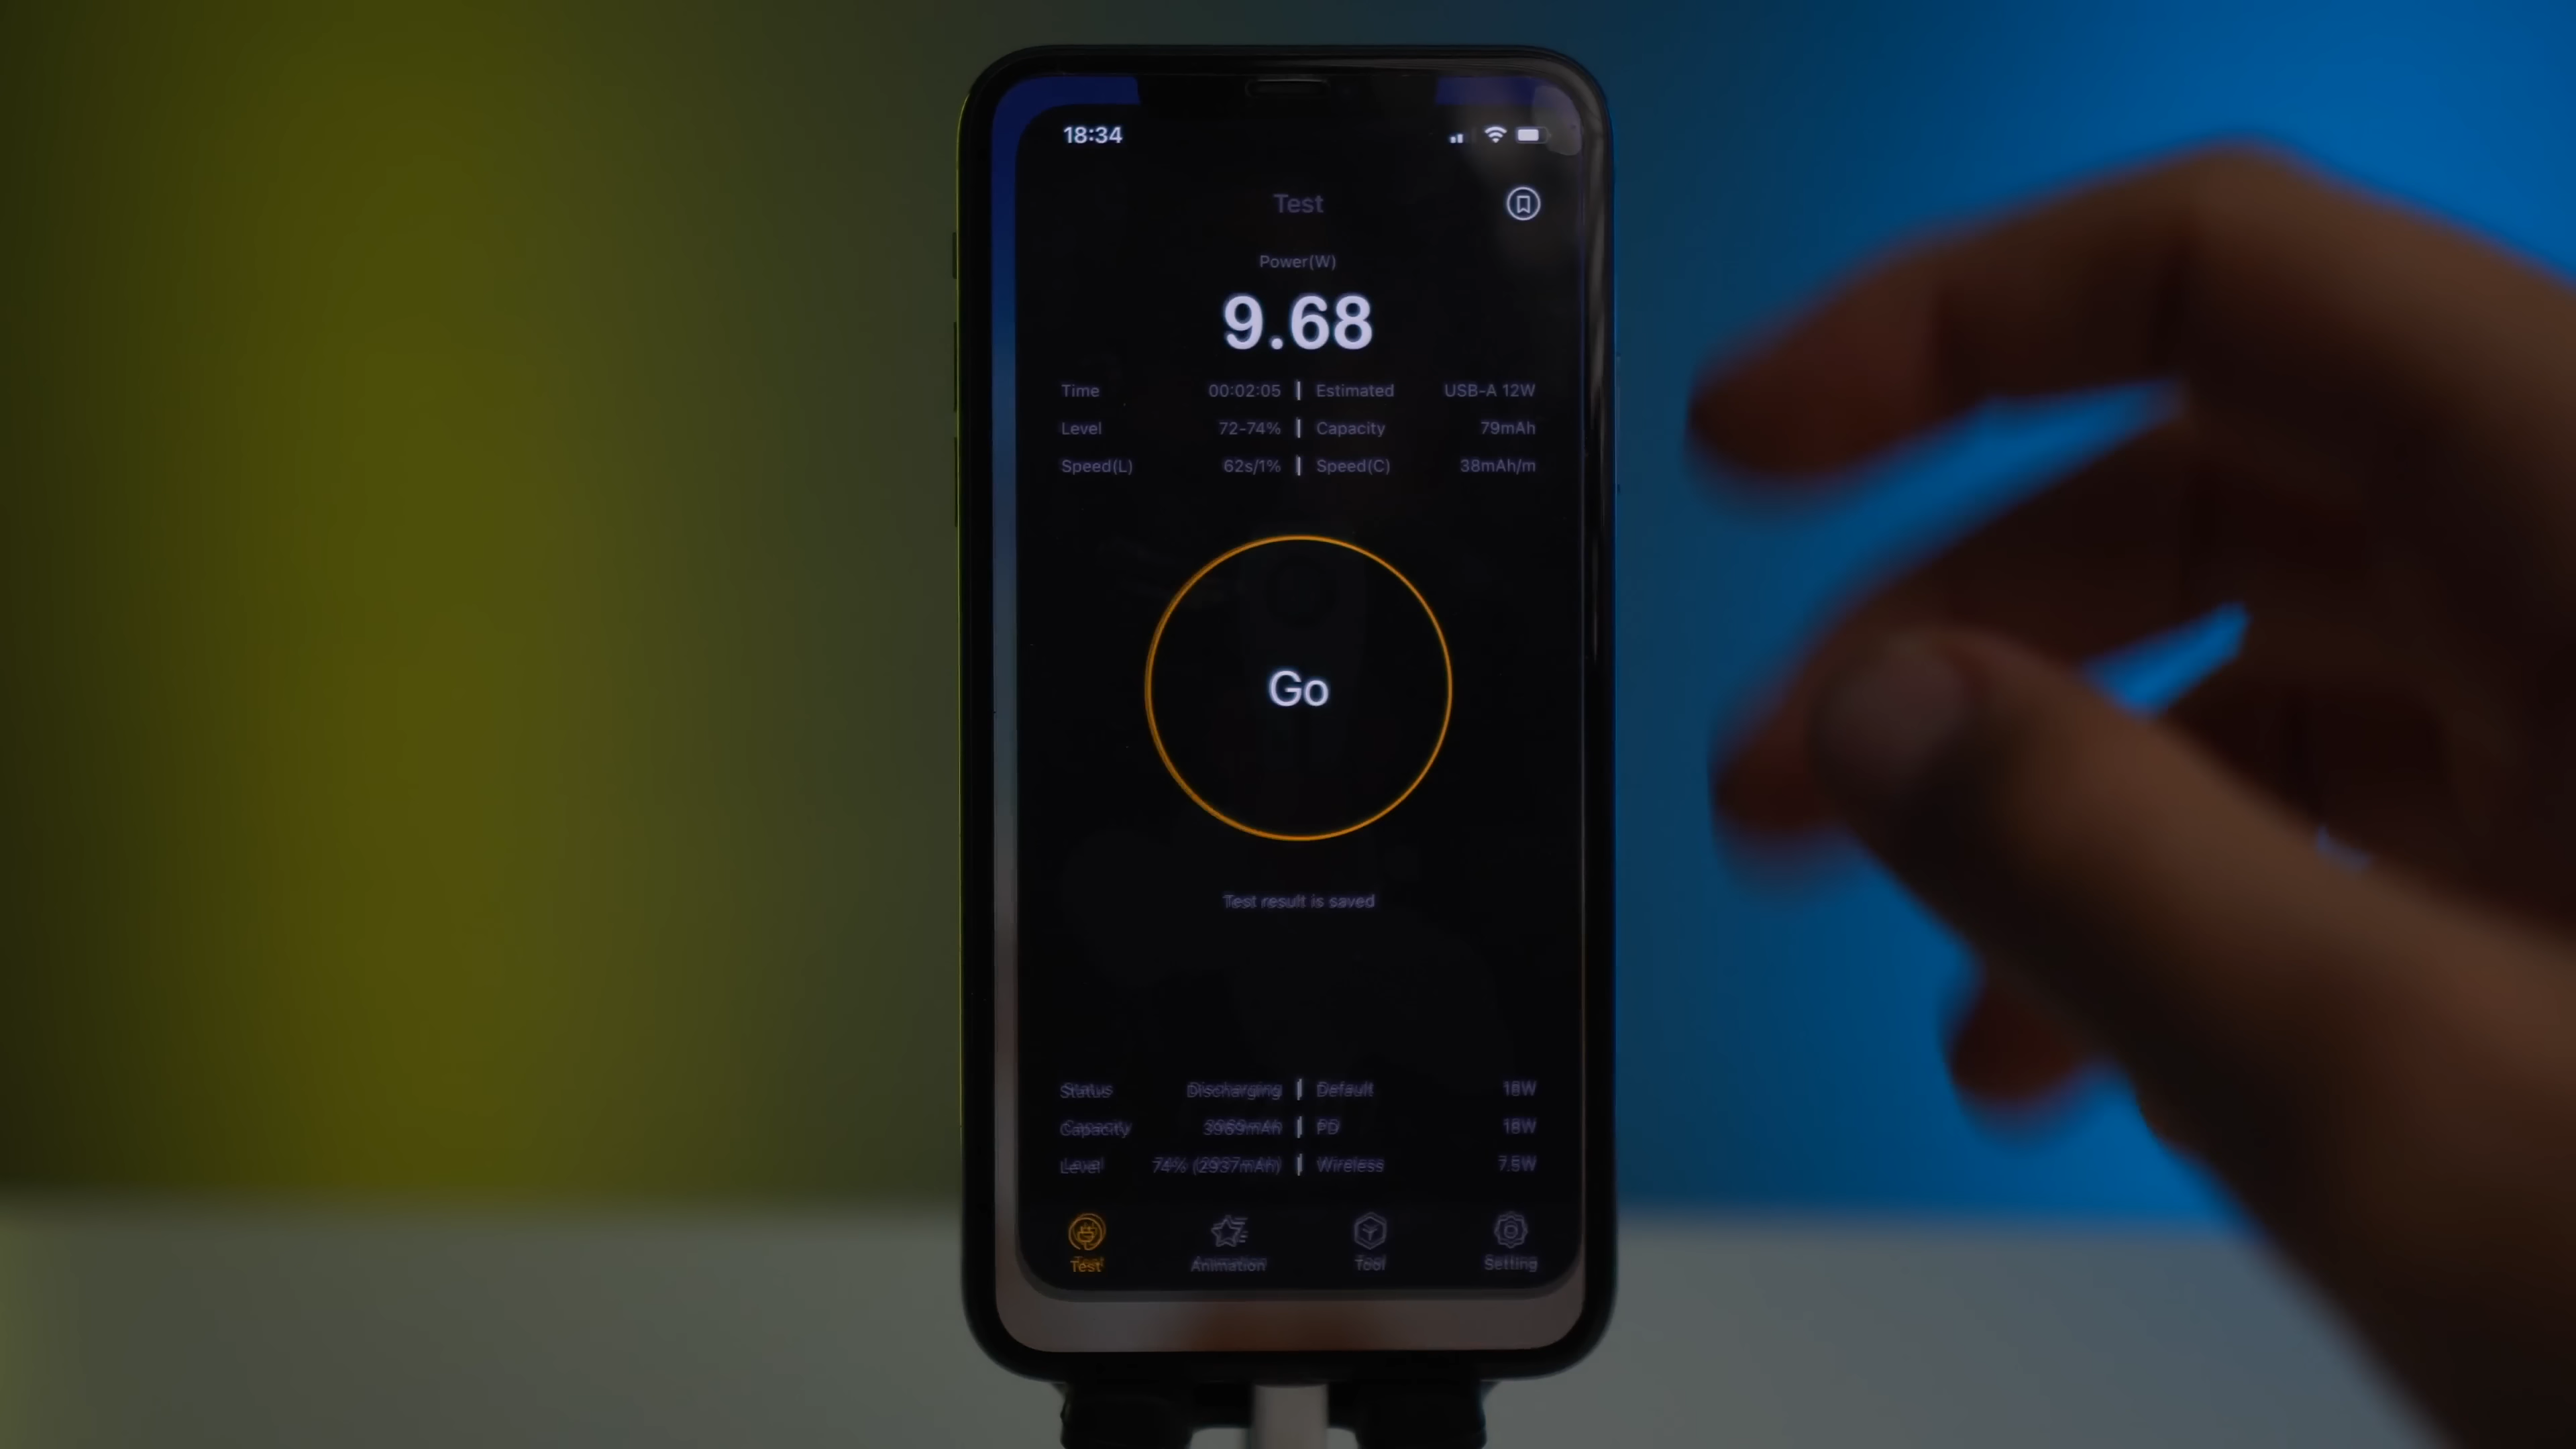 18:34
Test
Power(W)
9.68
Time 00:02:05 | Estimated USB-A 12W
Level 72-74% | Capacity 79mAh
Speed(L) 62s/1% | Speed(C) 38mAh/m
Go
Test result is saved
Status Discharging | Default 18W
Capacity 3969mAh | PD 18W
Level 74% (2937mAh) | Wireless 7.5W
Test Animation Tool Setting